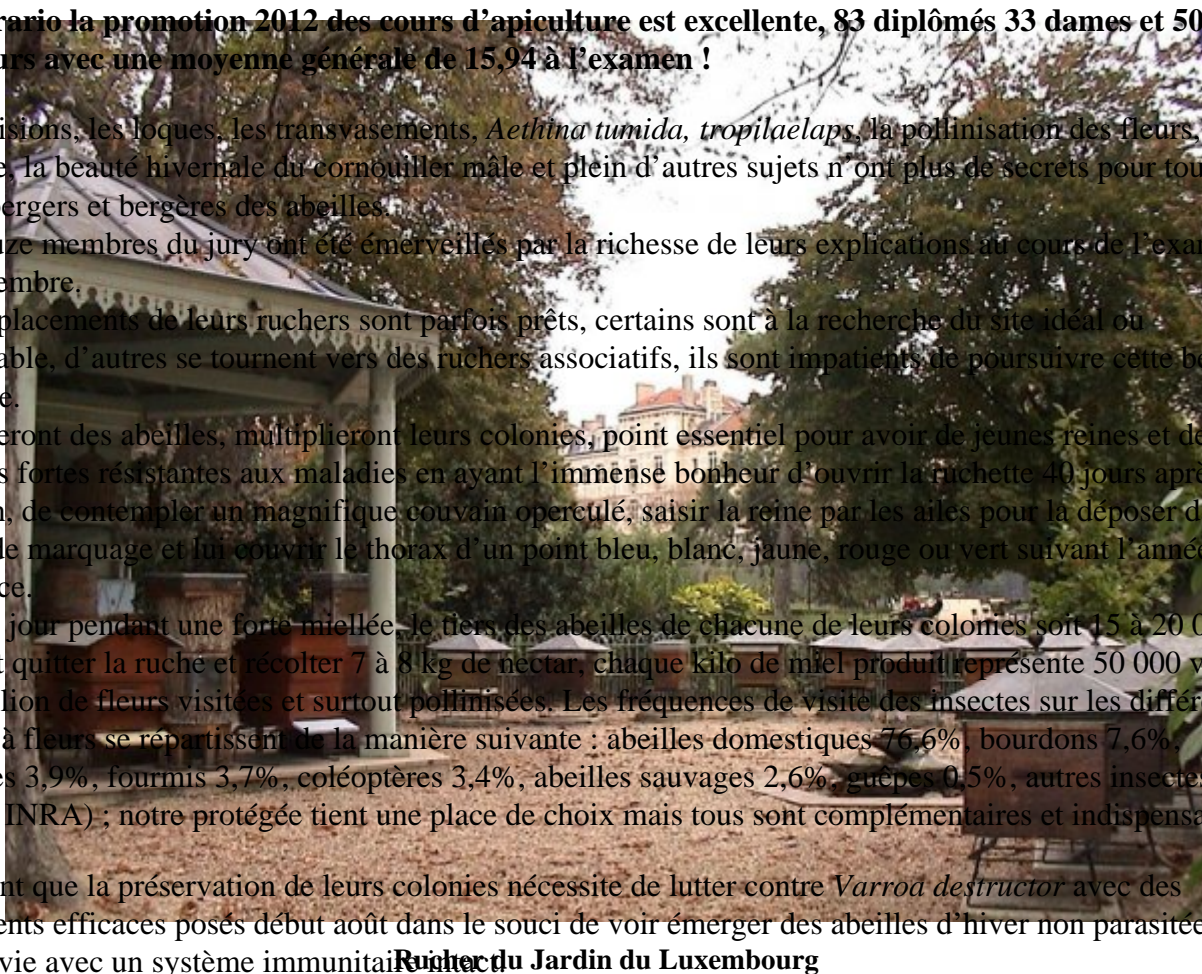 rario la promotion 2012 des cours d’apiculture est excellente, 83 diplômés 33 dames et 50
urs avec une moyenne générale de 15,94 à l’examen !
isions, les loques, les transvasements, Aethina tumida, tropilaelaps, la pollinisation des fleurs
e, la beauté hivernale du cornouiller mâle et plein d’autres sujets n’ont plus de secrets pour tou
bergers et bergères des abeilles.
uze membres du jury ont été émerveillés par la richesse de leurs explications au cours de l’exa
embre.
placements de leurs ruchers sont parfois prêts, certains sont à la recherche du site idéal ou
able, d’autres se tournent vers des ruchers associatifs, ils sont impatients de poursuivre cette be
e.
eront des abeilles, multiplieront leurs colonies, point essentiel pour avoir de jeunes reines et de
s fortes résistantes aux maladies en ayant l’immense bonheur d’ouvrir la ruchette 40 jours aprè
n, de contempler un magnifique couvain operculé, saisir la reine par les ailes pour la déposer d
le marquage et lui couvrir le thorax d’un point bleu, blanc, jaune, rouge ou vert suivant l’année
ce.
jour pendant une forte miellée, le tiers des abeilles de chacune de leurs colonies soit 15 à 20 0
t quitter la ruche et récolter 7 à 8 kg de nectar, chaque kilo de miel produit représente 50 000 v
lion de fleurs visitées et surtout pollinisées. Les fréquences de visite des insectes sur les différe
à fleurs se répartissent de la manière suivante : abeilles domestiques 76,6%, bourdons 7,6%,
es 3,9%, fourmis 3,7%, coléoptères 3,4%, abeilles sauvages 2,6%, guêpes 0,5%, autres insectes
INRA) ; notre protégée tient une place de choix mais tous sont complémentaires et indispensa
nt que la préservation de leurs colonies nécessite de lutter contre Varroa destructor avec des
ents efficaces posés début août dans le souci de voir émerger des abeilles d’hiver non parasitée
vie avec un système immunitaire intact.
Rucher du Jardin du Luxembourg